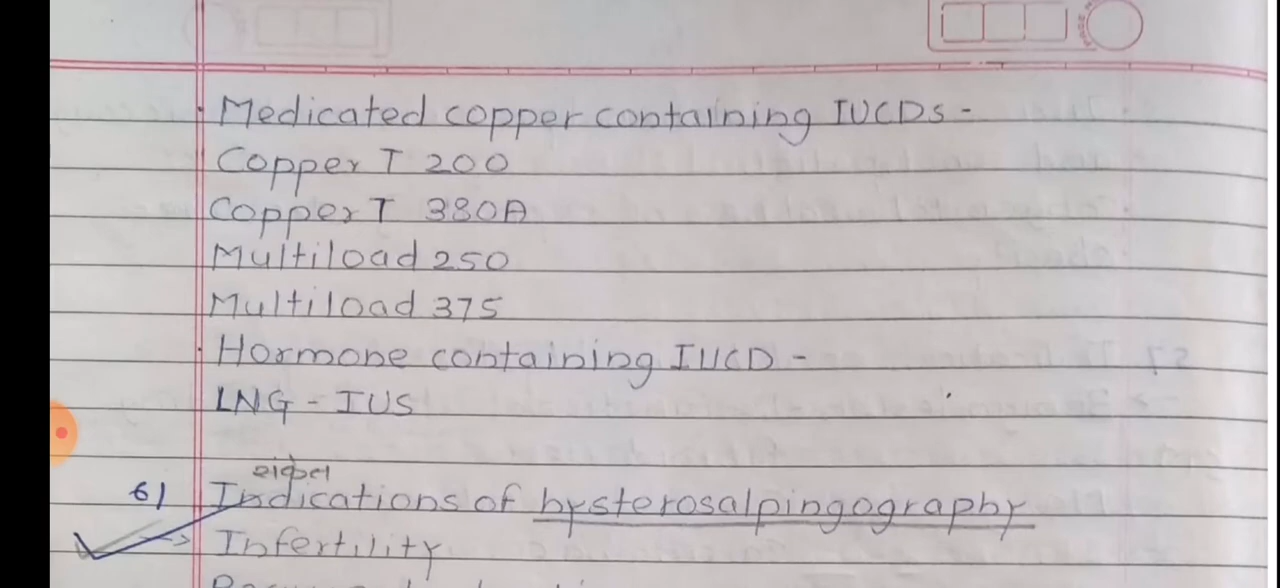 · Medicated copper containing IUCDs -
Copper T 200
Copper T 380A
Multiload 250
Multiload 375
· Hormone containing IUCD -
LNG - IUS
संकेत
61 Indications of hysterosalpingography
-> Infertility